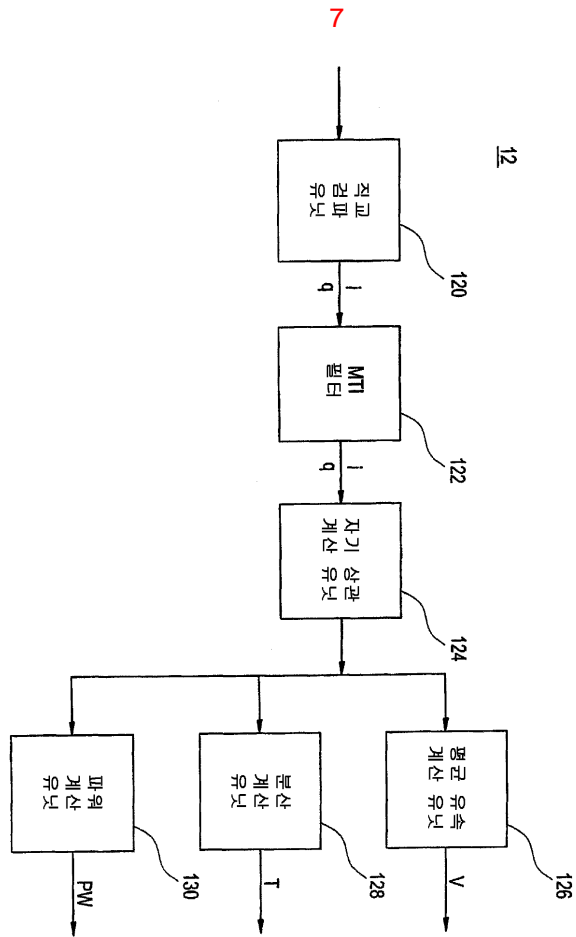 7
12
직교
검파
유닛
120
i
q
MTI
필터
122
i
q
자기 상관
계산 유닛
124
평균 유속
계산 유닛
126
V
분산
계산
유닛
128
T
파워
계산
유닛
130
PW